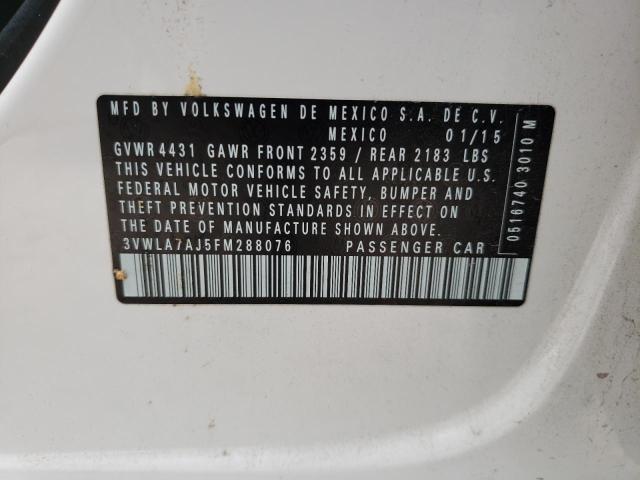 MFD BY VOLKSWAGEN DE MEXICO S.A. DE C.V.
MEXICO 01/15
GVWR 4431 GAWR FRONT 2359 / REAR 2183 LBS
THIS VEHICLE CONFORMS TO ALL APPLICABLE U.S.
FEDERAL MOTOR VEHICLE SAFETY, BUMPER AND
THEFT PREVENTION STANDARDS IN EFFECT ON
THE DATE OF MANUFACTURE SHOWN ABOVE.
3VWLA7AJ5FM288076 PASSENGER CAR
0516740 3010 M